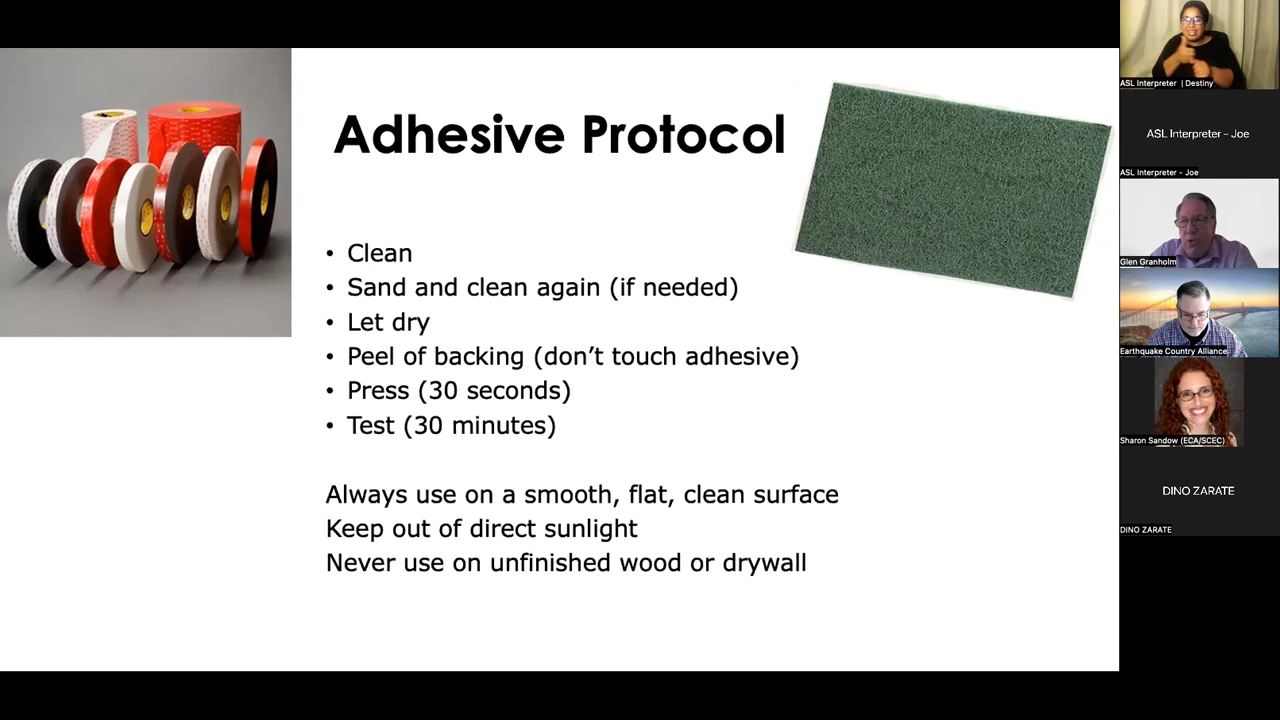 Adhesive Protocol
• Clean
• Sand and clean again (if needed)
• Let dry
• Peel of backing (don’t touch adhesive)
• Press (30 seconds)
• Test (30 minutes)
Always use on a smooth, flat, clean surface
Keep out of direct sunlight
Never use on unfinished wood or drywall
ASL Interpreter | Destiny
ASL Interpreter - Joe
ASL Interpreter - Joe
Glen Granholm
Earthquake Country Alliance
Sharon Sandow (ECA/SCEC)
DINO ZARATE
DINO ZARATE